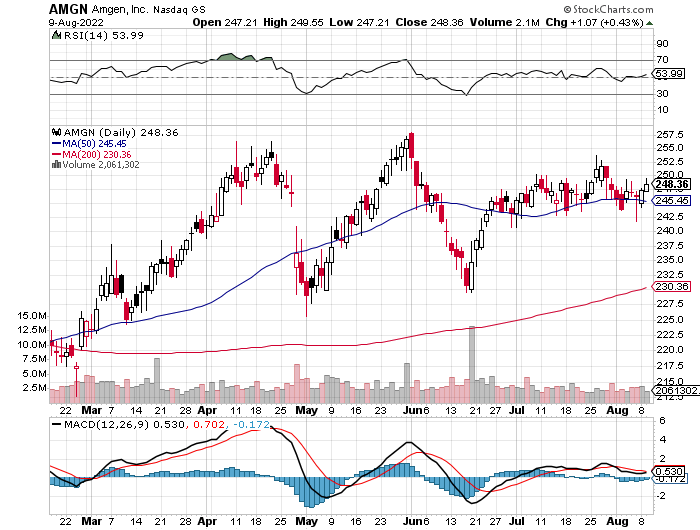 AMGN Amgen, Inc. Nasdaq GS © StockCharts.com
9-Aug-2022 Open 247.21 High 249.55 Low 247.21 Close 248.36 Volume 2.1M Chg +1.07 (+0.43%)
RSI(14) 53.99
90
70
53.99
30
10
AMGN (Daily) 248.36
MA(50) 245.45
MA(200) 230.36
Volume 2,061,302
257.5
255.0
252.5
250.0
248.36
245.45
242.5
240.0
237.5
235.0
232.5
230.36
227.5
225.0
222.5
220.0
217.5
215.0
212.5
15.0M
12.5M
10.0M
7.5M
5.0M
2.5M
2061302
22 Mar 7 14 21 28 Apr 11 18 25 May 9 16 23 Jun 6 13 21 27 Jul 11 18 25 Aug 8
MACD(12,26,9) 0.530, 0.702, -0.172
6
4
2
0.530
-0.172
-2
22 Mar 7 14 21 28 Apr 11 18 25 May 9 16 23 Jun 6 13 21 27 Jul 11 18 25 Aug 8